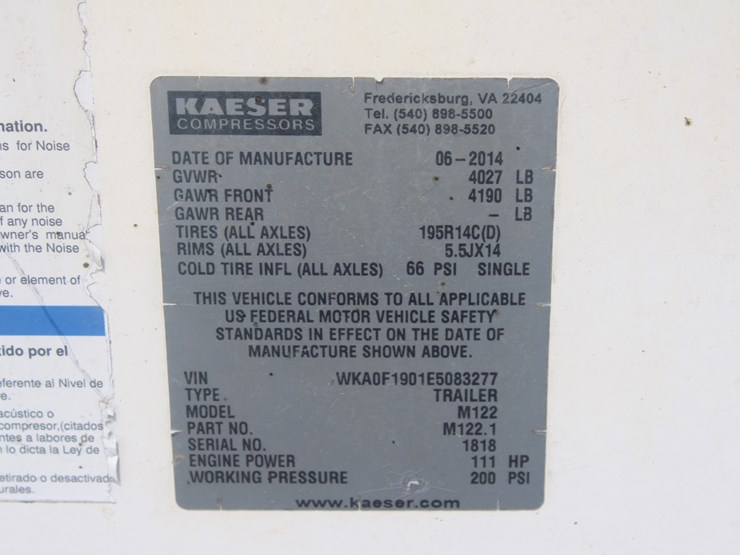 nation.
s for Noise
son are
an for the
f any noise
wner's manua
with the Noise
or element of
ve.
ido por el
eferente al Nivel de
e.
acústico o
compresor,(citados
ntes a labores de
lo dicta la Ley de
etirado o desactivad
urales.
KAESER
COMPRESSORS
Fredericksburg, VA 22404
Tel. (540) 898-5500
FAX (540) 898-5520
DATE OF MANUFACTURE 06-2014
GVWR 4027 LB
GAWR FRONT 4190 LB
GAWR REAR - LB
TIRES (ALL AXLES) 195R14C(D)
RIMS (ALL AXLES) 5.5JX14
COLD TIRE INFL (ALL AXLES) 66 PSI SINGLE
THIS VEHICLE CONFORMS TO ALL APPLICABLE
US FEDERAL MOTOR VEHICLE SAFETY
STANDARDS IN EFFECT ON THE DATE OF
MANUFACTURE SHOWN ABOVE.
VIN WKA0F1901E5083277
TYPE TRAILER
MODEL M122
PART NO. M122.1
SERIAL NO. 1818
ENGINE POWER 111 HP
WORKING PRESSURE 200 PSI
www.kaeser.com